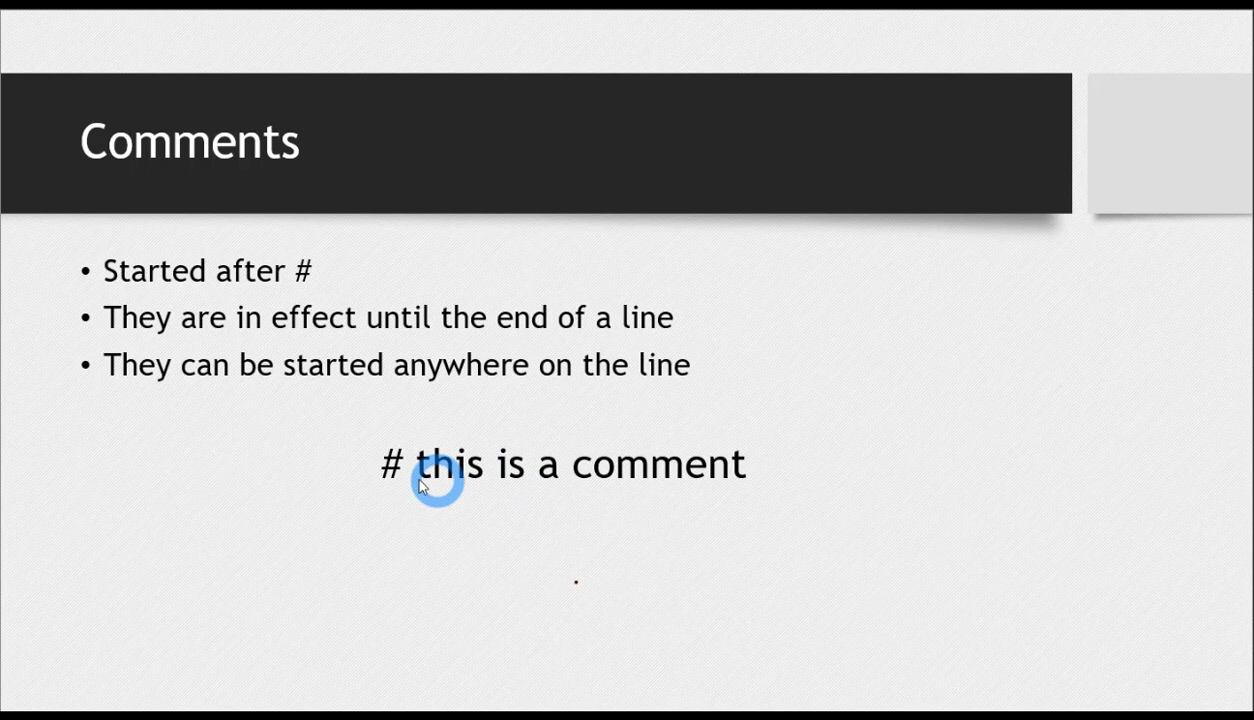 Comments
• Started after #
• They are in effect until the end of a line
• They can be started anywhere on the line
# this is a comment